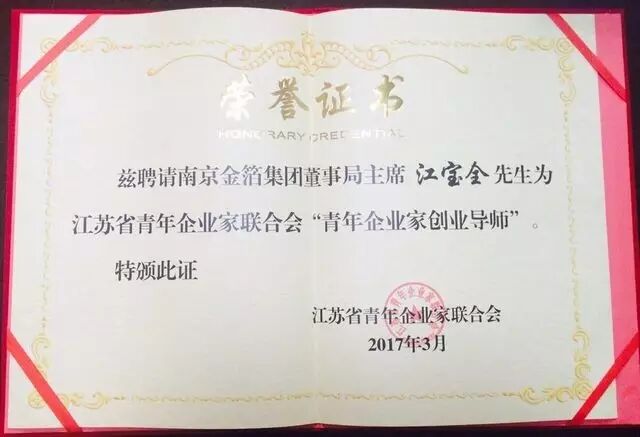 荣誉证书
HONORARY CREDENTIAL
兹聘请南京金箔集团董事局主席 江宝全 先生为
江苏省青年企业家联合会“青年企业家创业导师”。
特颁此证
江苏省青年企业家联合会
2017年3月